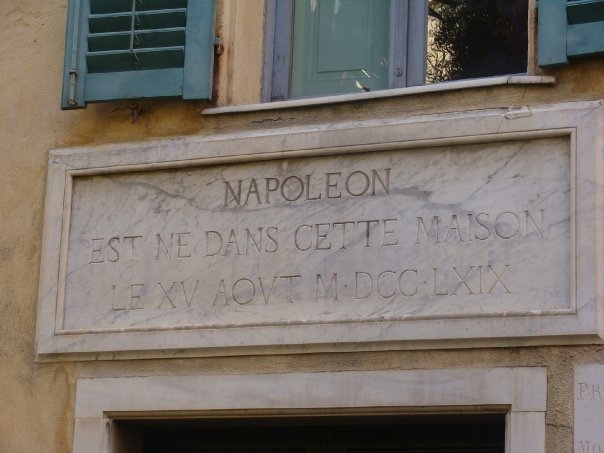 NAPOLEON
EST NE DANS CETTE MAISON
LE XV AOVT M·DCC·LXIX